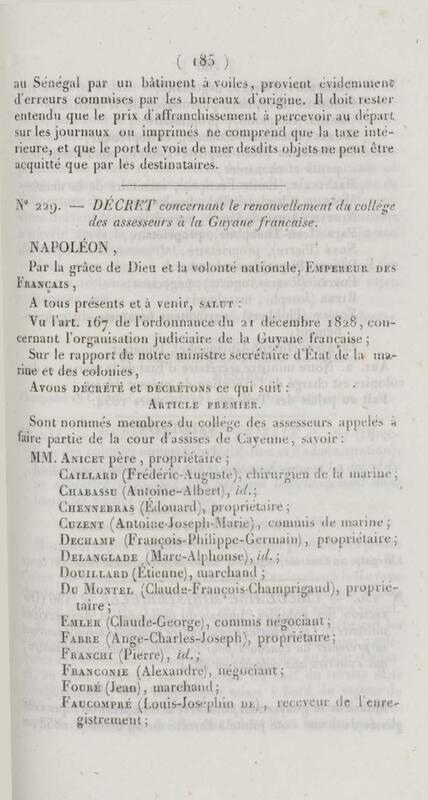 ( 185 )
au Sénégal par un bâtiment à voiles, provient évidemment
d'erreurs commises par les bureaux d'origine. Il doit rester
entendu que le prix d'affranchissement à percevoir au départ
sur les journaux ou imprimés ne comprend que la taxe inté-
rieure, et que le port de voie de mer desdits objets ne peut être
acquitté que par les destinataires.
N° 229. — DÉCRET concernant le renouvellement du collége
des assesseurs à la Guyane française.
NAPOLÉON,
Par la grâce de Dieu et la volonté nationale, EMPEREUR DES
FRANÇAIS,
A tous présents et à venir, SALUT :
Vu l'art. 167 de l'ordonnance du 21 décembre 1828, con-
cernant l'organisation judiciaire de la Guyane française;
Sur le rapport de notre ministre secrétaire d'État de la ma-
rine et des colonies,
Avons DÉCRÉTÉ et DÉCRÉTONS ce qui suit :
ARTICLE PREMIER.
Sont nommés membres du collége des assesseurs appelés à
faire partie de la cour d'assises de Cayenne, savoir :
MM. ANICET père, propriétaire;
CAILLARD (Frédéric-Auguste), chirurgien de la marine;
CHABASSU (Antoine-Albert), id.;
CHENNEBRAS (Édouard), propriétaire;
CUZENT (Antoine-Joseph-Marie), commis de marine;
DECHAMP (François-Philippe-Germain), propriétaire;
DELANGLADE (Marc-Alphonse), id.;
DOUILLARD (Étienne), marchand;
DU MONTEL (Claude-François-Champrigaud), proprié-
taire;
EMLER (Claude-George), commis négociant;
FABRE (Ange-Charles-Joseph), propriétaire;
FRANCHI (Pierre), id.;
FRANCONIE (Alexandre), négociant;
FOURÉ (Jean), marchand;
FAUCOMPRÉ (Louis-Josephin DE), receveur de l'enre-
gistrement;